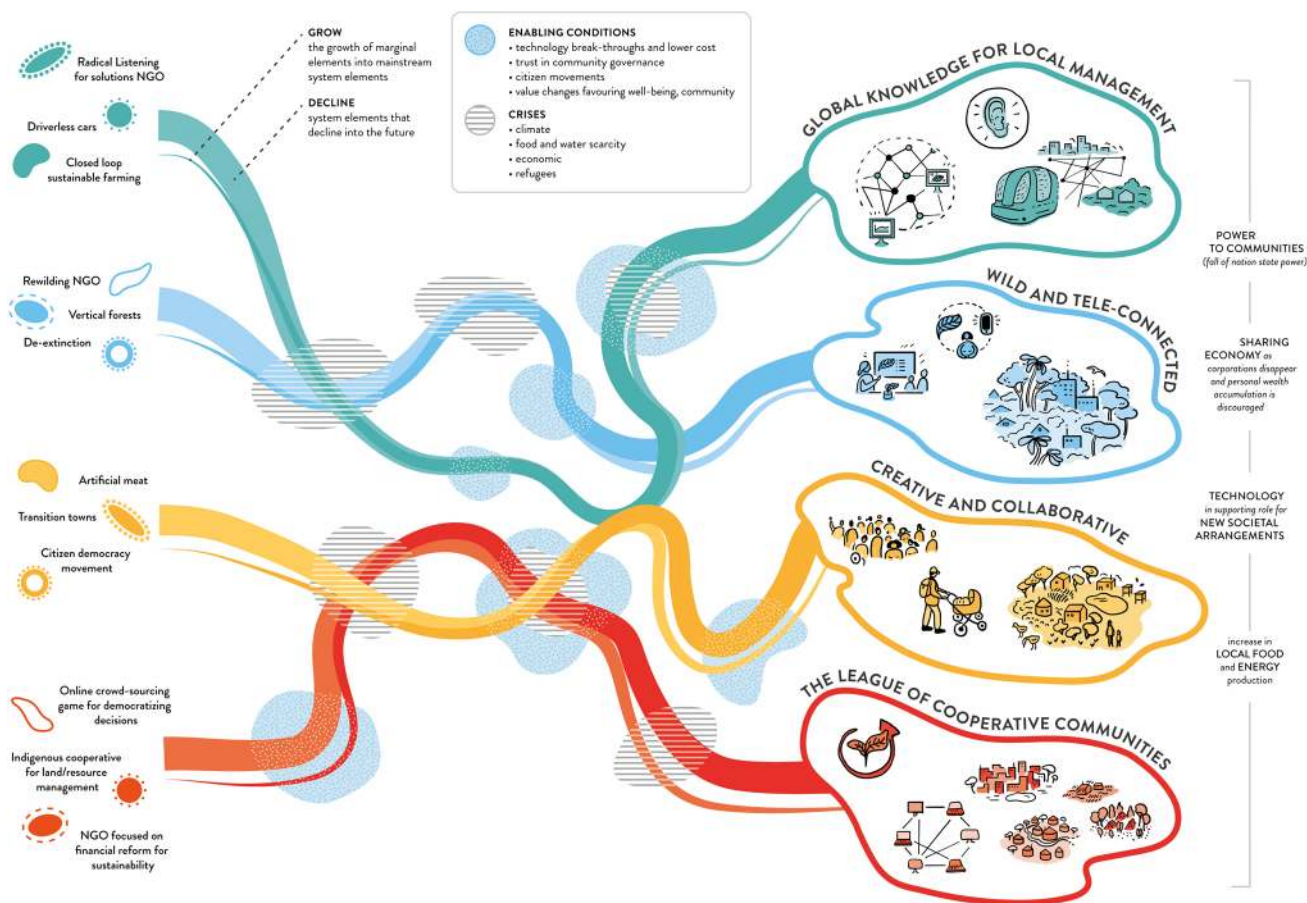 Radical Listening
for solutions NGO
Driverless cars
Closed loop
sustainable farming
GROW
the growth of marginal
elements into mainstream
system elements
DECLINE
system elements that
decline into the future
ENABLING CONDITIONS
• technology break-throughs and lower cost
• trust in community governance
• citizen movements
• value changes favouring well-being, community
CRISES
• climate
• food and water scarcity
• economic
• refugees
GLOBAL KNOWLEDGE FOR LOCAL MANAGEMENT
Rewilding NGO
Vertical forests
De-extinction
WILD AND TELE-CONNECTED
Artificial meat
Transition towns
Citizen democracy
movement
CREATIVE AND COLLABORATIVE
Online crowd-sourcing
game for democratizing
decisions
Indigenous cooperative
for land/resource
management
NGO focused on
financial reform for
sustainability
THE LEAGUE OF COOPERATIVE COMMUNITIES
POWER
TO COMMUNITIES
(fall of nation state power)
SHARING
ECONOMY as
corporations disappear
and personal wealth
accumulation is
discouraged
TECHNOLOGY
in supporting role for
NEW SOCIETAL
ARRANGEMENTS
increase in
LOCAL FOOD
and ENERGY
production